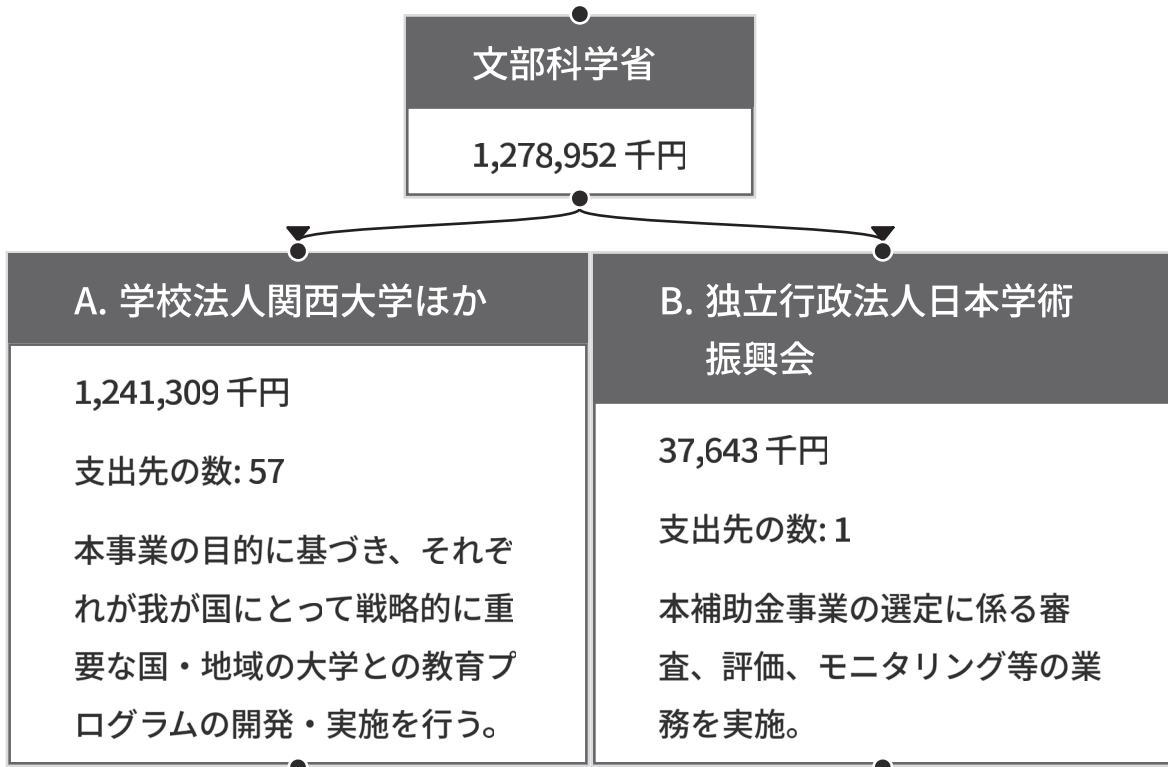 文部科学省
1,278,952 千円
A. 学校法人関西大学ほか
1,241,309 千円
支出先の数: 57
本事業の目的に基づき、それぞ
れが我が国にとって戦略的に重
要な国・地域の大学との教育プ
ログラムの開発・実施を行う。
B. 独立行政法人日本学術
振興会
37,643 千円
支出先の数: 1
本補助金事業の選定に係る審
査、評価、モニタリング等の業
務を実施。